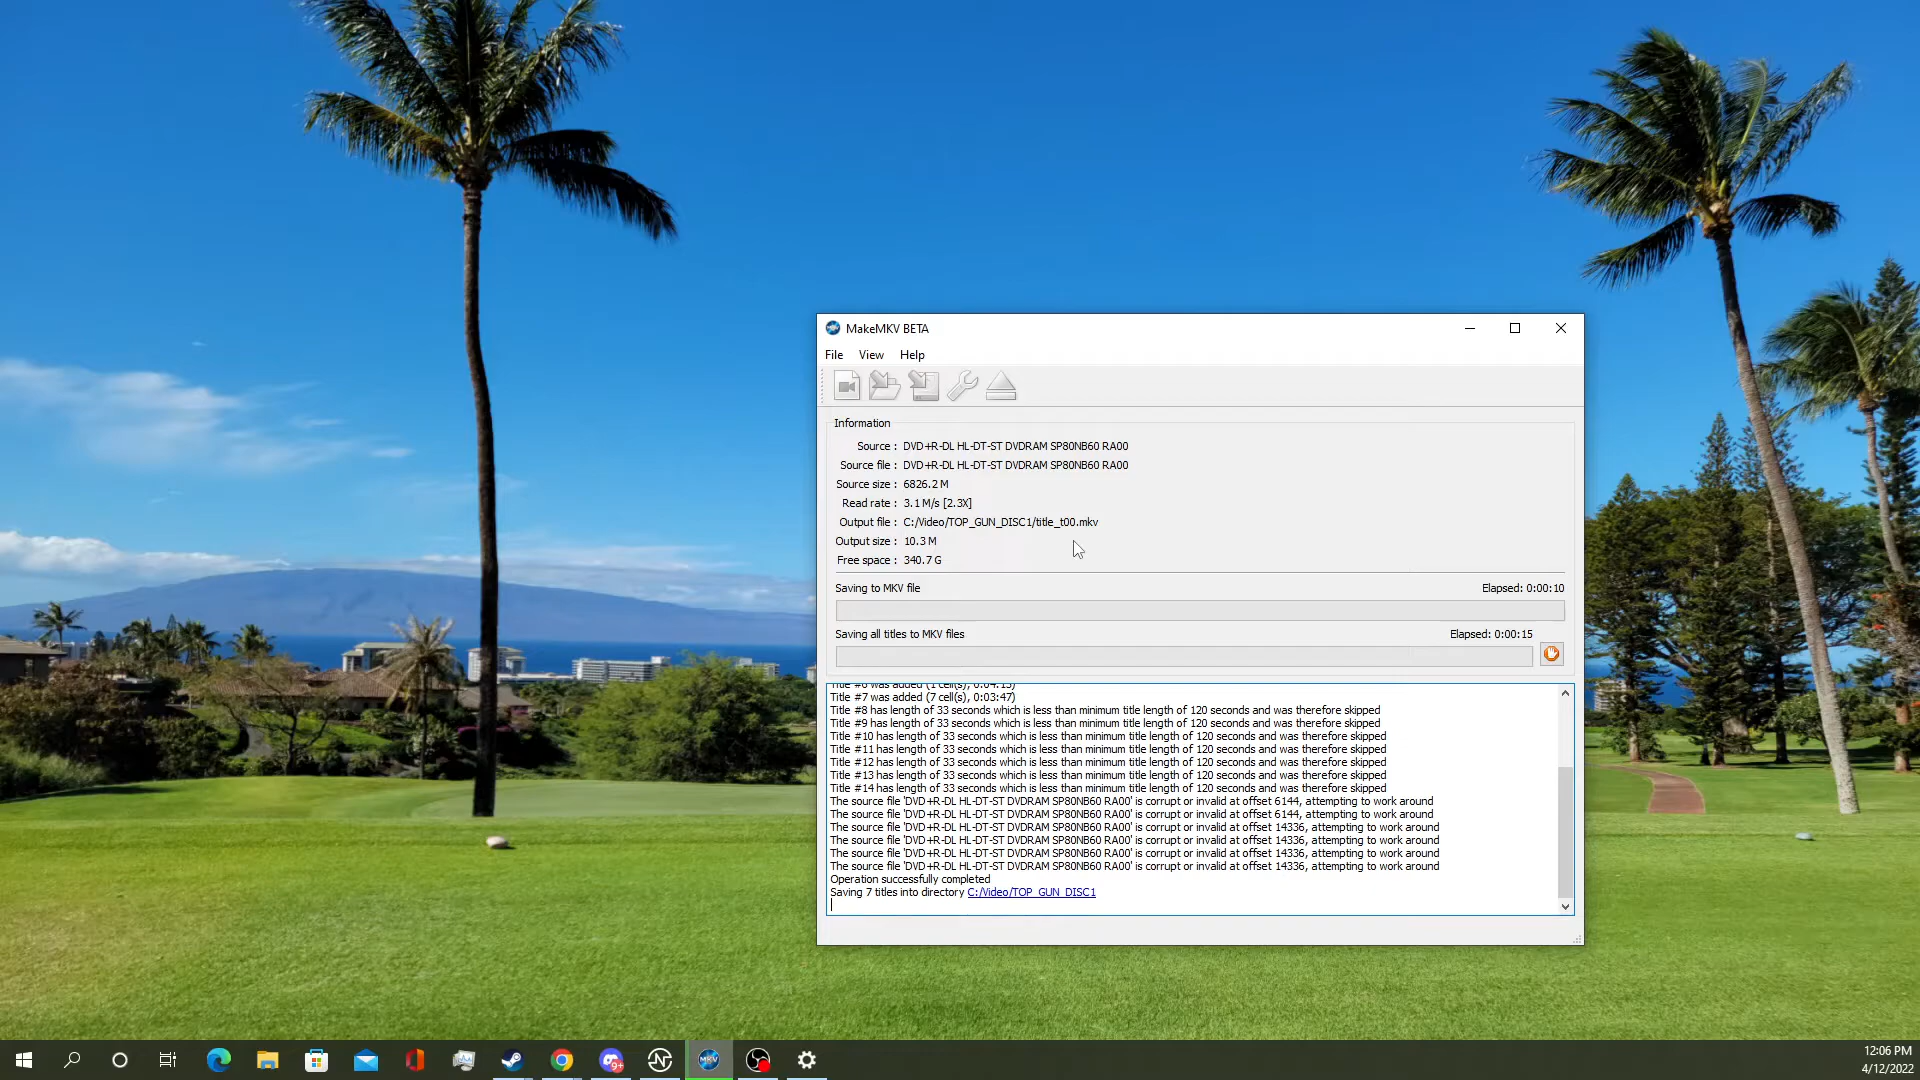 MakeMKV BETA
File View Help
Information
Source : DVD+R-DL HL-DT-ST DVDRAM SP80NB60 RA00
Source file : DVD+R-DL HL-DT-ST DVDRAM SP80NB60 RA00
Source size : 6826.2 M
Read rate : 3.1 M/s [2.3X]
Output file : C:/Video/TOP_GUN_DISC1/title_t00.mkv
Output size : 10.3 M
Free space : 340.7 G
Saving to MKV file Elapsed: 0:00:10
Saving all titles to MKV files Elapsed: 0:00:15
Title #6 was added (1 cell(s), 0:04:15)
Title #7 was added (7 cell(s), 0:03:47)
Title #8 has length of 33 seconds which is less than minimum title length of 120 seconds and was therefore skipped
Title #9 has length of 33 seconds which is less than minimum title length of 120 seconds and was therefore skipped
Title #10 has length of 33 seconds which is less than minimum title length of 120 seconds and was therefore skipped
Title #11 has length of 33 seconds which is less than minimum title length of 120 seconds and was therefore skipped
Title #12 has length of 33 seconds which is less than minimum title length of 120 seconds and was therefore skipped
Title #13 has length of 33 seconds which is less than minimum title length of 120 seconds and was therefore skipped
Title #14 has length of 33 seconds which is less than minimum title length of 120 seconds and was therefore skipped
The source file 'DVD+R-DL HL-DT-ST DVDRAM SP80NB60 RA00' is corrupt or invalid at offset 6144, attempting to work around
The source file 'DVD+R-DL HL-DT-ST DVDRAM SP80NB60 RA00' is corrupt or invalid at offset 6144, attempting to work around
The source file 'DVD+R-DL HL-DT-ST DVDRAM SP80NB60 RA00' is corrupt or invalid at offset 14336, attempting to work around
The source file 'DVD+R-DL HL-DT-ST DVDRAM SP80NB60 RA00' is corrupt or invalid at offset 14336, attempting to work around
The source file 'DVD+R-DL HL-DT-ST DVDRAM SP80NB60 RA00' is corrupt or invalid at offset 14336, attempting to work around
The source file 'DVD+R-DL HL-DT-ST DVDRAM SP80NB60 RA00' is corrupt or invalid at offset 14336, attempting to work around
Operation successfully completed
Saving 7 titles into directory C:/Video/TOP_GUN_DISC1
9+
MKV
12:06 PM
4/12/2022